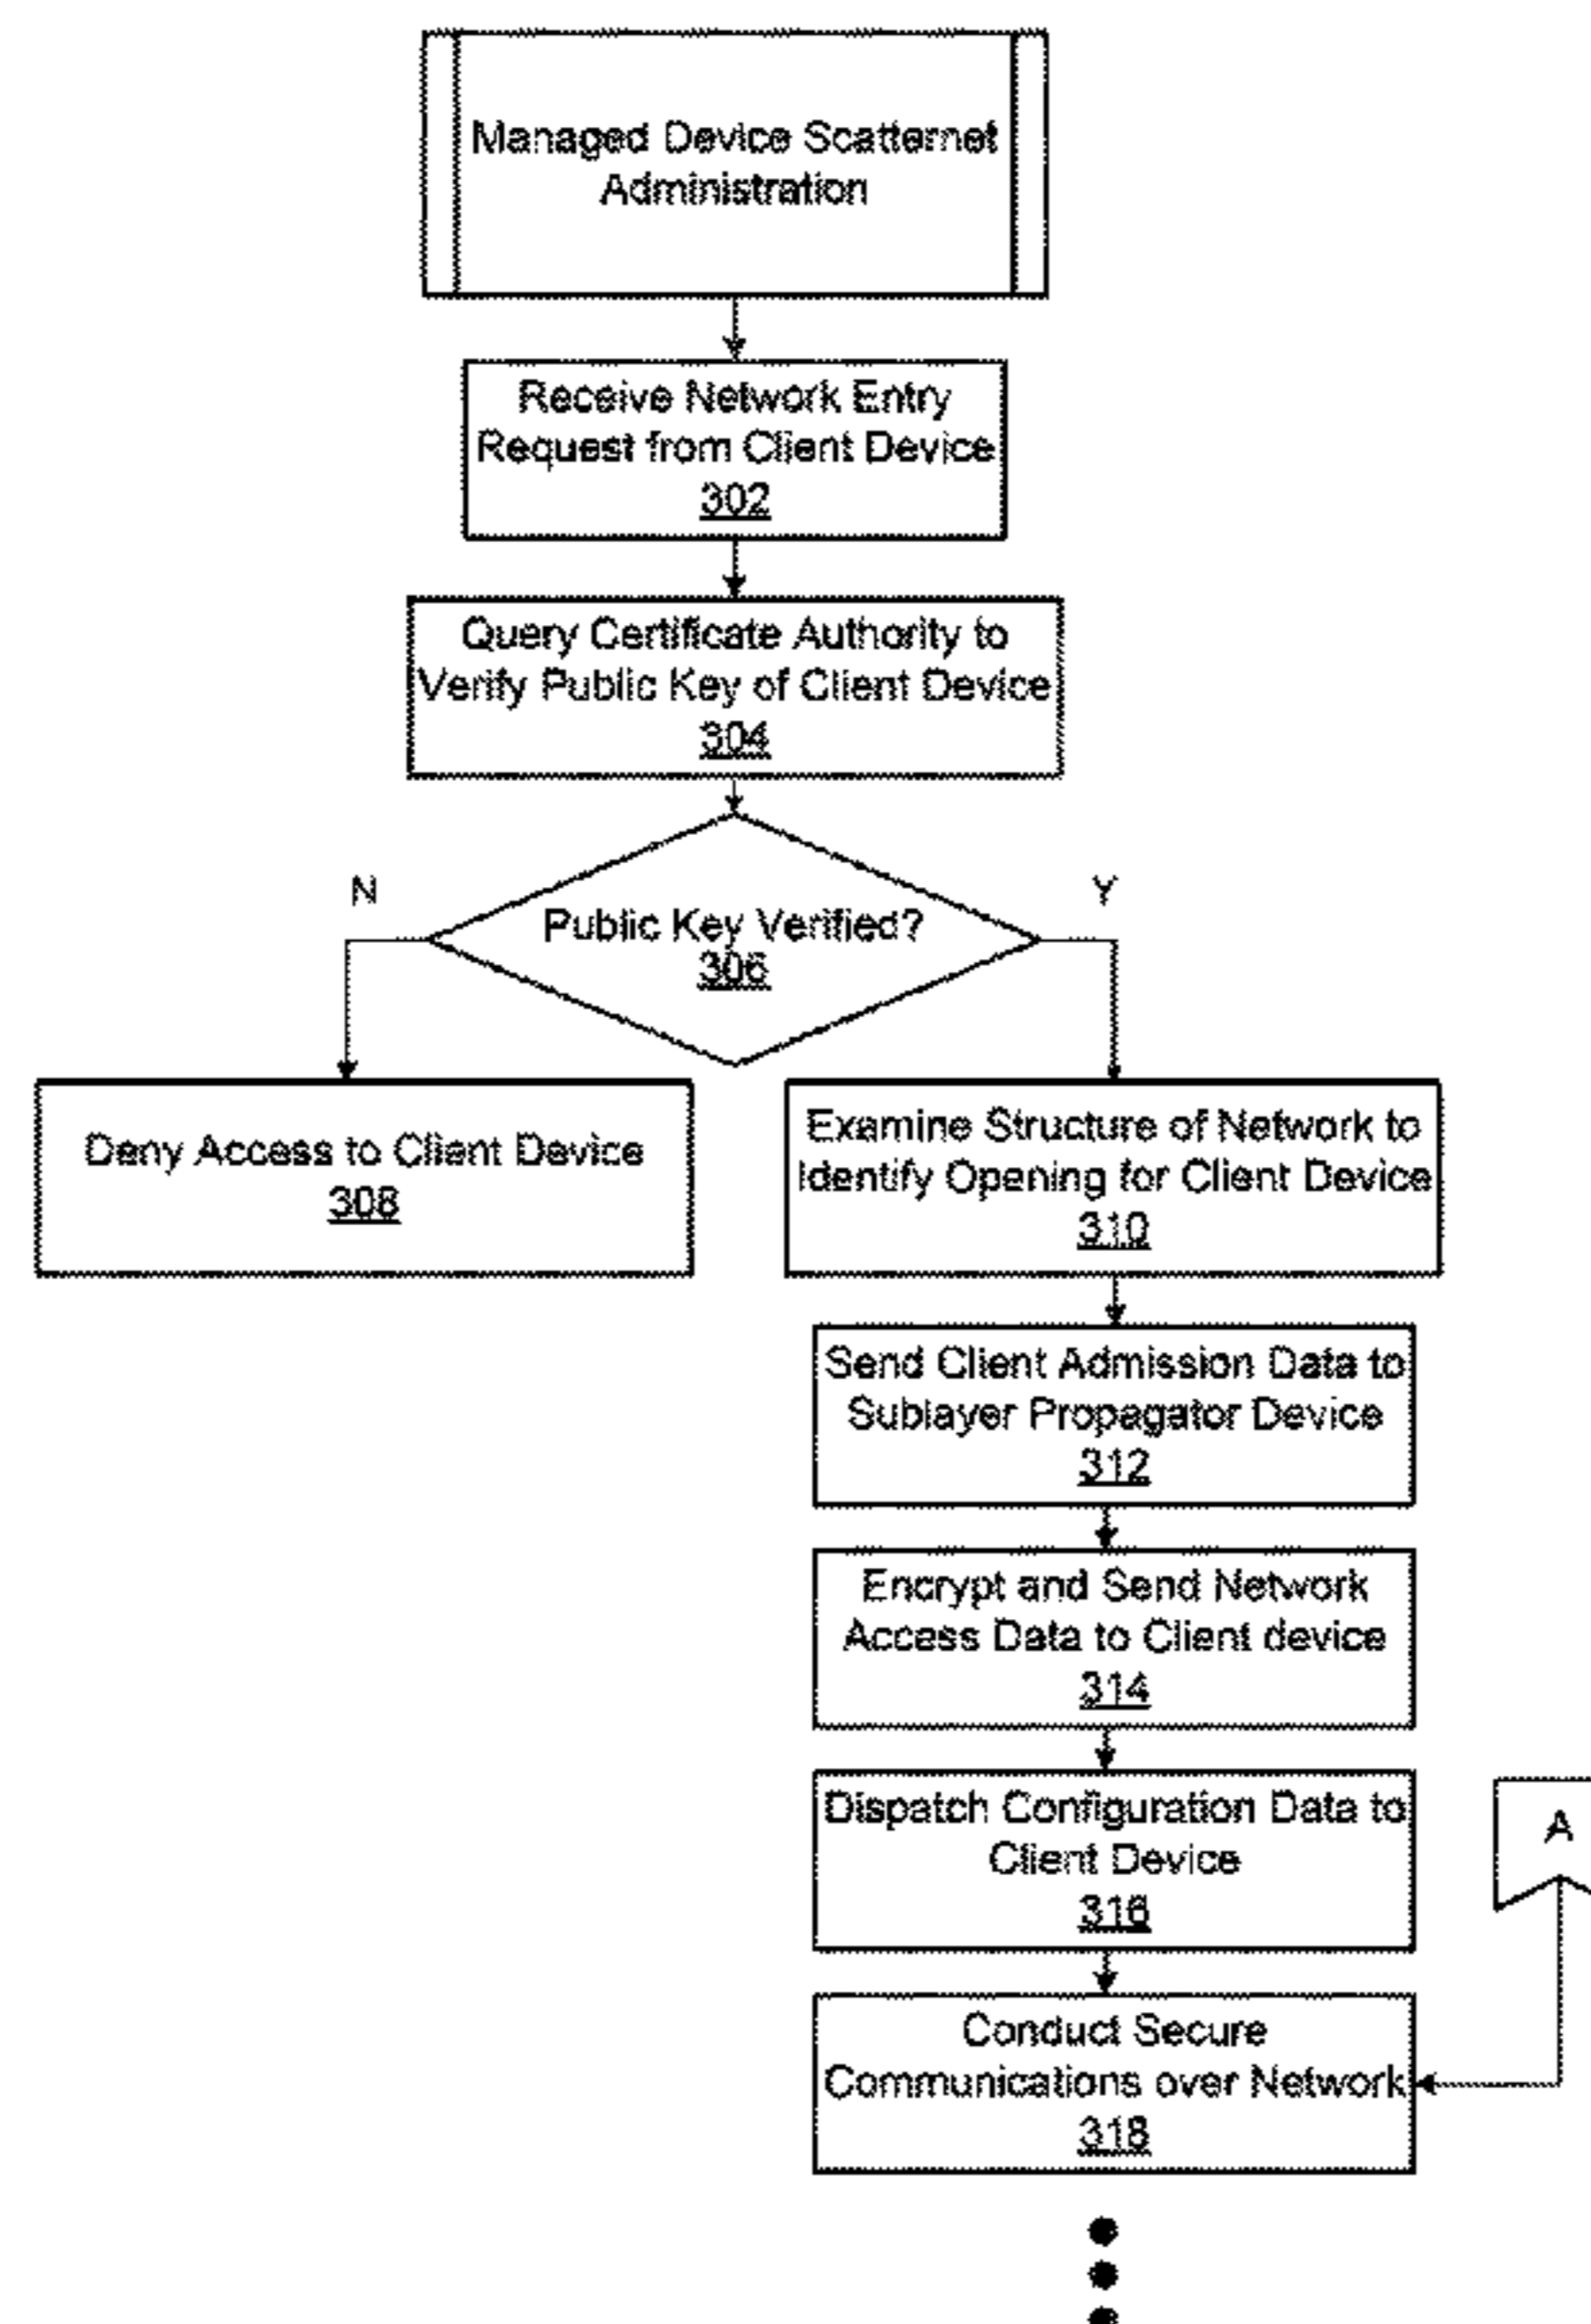 Managed Device Scatternet
Administration
Receive Network Entry
Request from Client Device
302
Query Certificate Authority to
Verify Public Key of Client Device
304
N
Y
Public Key Verified?
306
Deny Access to Client Device
308
Examine Structure of Network to
Identify Opening for Client Device
310
Send Client Admission Data to
Sublayer Propagator Device
312
Encrypt and Send Network
Access Data to Client device
314
Dispatch Configuration Data to
Client Device
316
A
Conduct Secure
Communications over Network
318